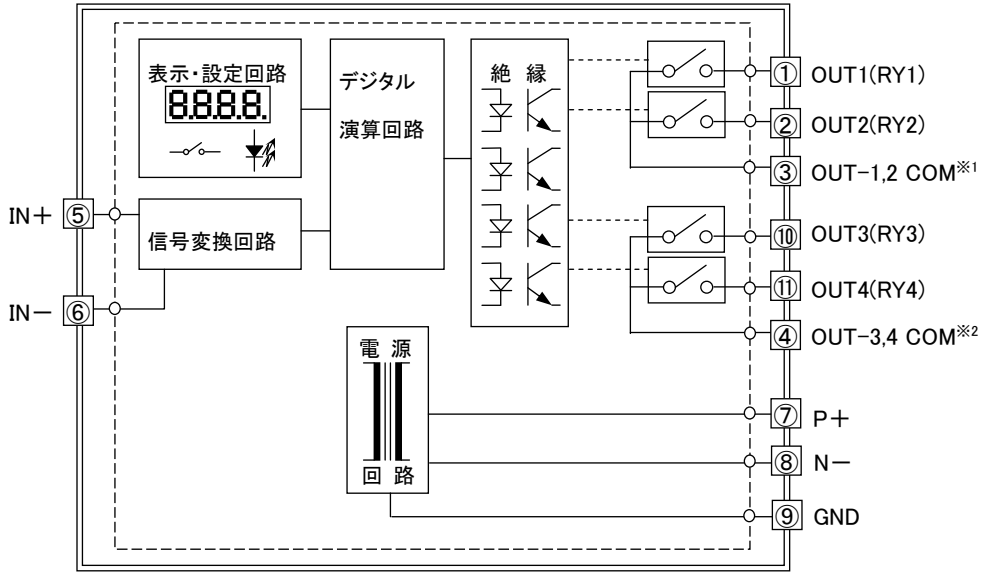 表示・設定回路
8.8.8.8.
デジタル
演算回路
絶 縁
信号変換回路
IN＋ ⑤
IN－ ⑥
① OUT1(RY1)
② OUT2(RY2)
③ OUT-1,2 COM※1
⑩ OUT3(RY3)
⑪ OUT4(RY4)
④ OUT-3,4 COM※2
電 源
回 路
⑦ P＋
⑧ N－
⑨ GND